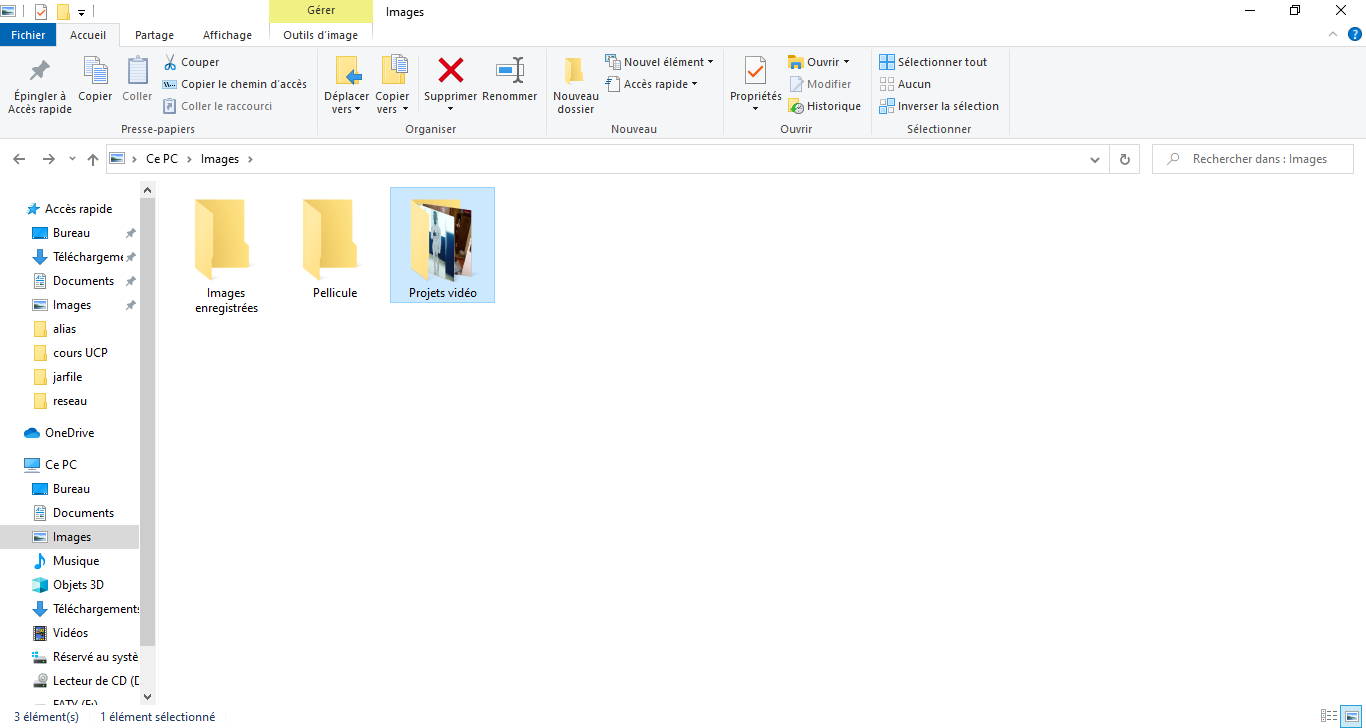 Gérer
Images
Fichier
Accueil
Partage
Affichage
Outils d'image
Épingler à
Accès rapide
Copier
Coller
Couper
Copier le chemin d'accès
Coller le raccourci
Presse-papiers
Déplacer
vers
Copier
vers
Supprimer
Renommer
Organiser
Nouveau
dossier
Nouvel élément
Accès rapide
Nouveau
Propriétés
Ouvrir
Modifier
Historique
Ouvrir
Sélectionner tout
Aucun
Inverser la sélection
Sélectionner
Ce PC
Images
Rechercher dans : Images
Accès rapide
Bureau
Téléchargeme
Documents
Images
alias
cours UCP
jarfile
reseau
OneDrive
Ce PC
Bureau
Documents
Images
Musique
Objets 3D
Téléchargements
Vidéos
Réservé au systè
Lecteur de CD (D
Images
enregistrées
Pellicule
Projets vidéo
3 élément(s)
1 élément sélectionné